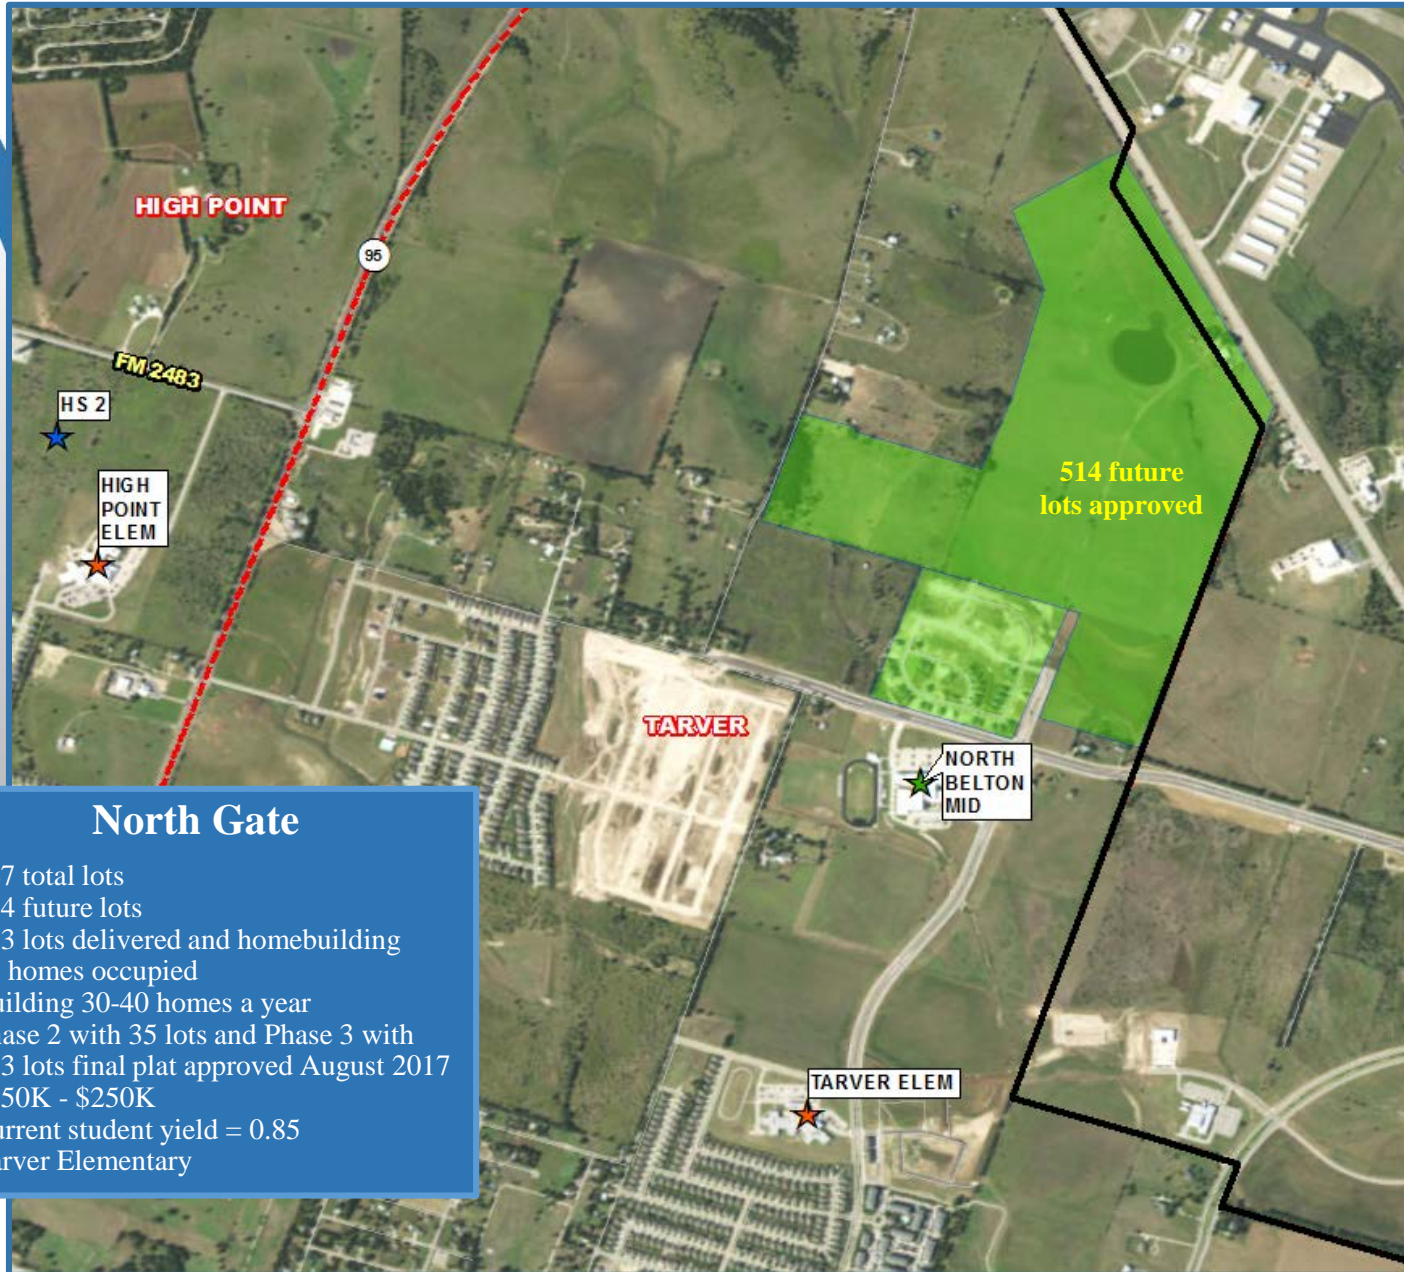 HIGH POINT
95
FM 2483
HS 2
HIGH
POINT
ELEM
514 future
lots approved
TARVER
NORTH
BELTON
MID
North Gate
7 total lots
4 future lots
3 lots delivered and homebuilding
homes occupied
uilding 30-40 homes a year
ase 2 with 35 lots and Phase 3 with
3 lots final plat approved August 2017
50K - $250K
urrent student yield = 0.85
arver Elementary
TARVER ELEM